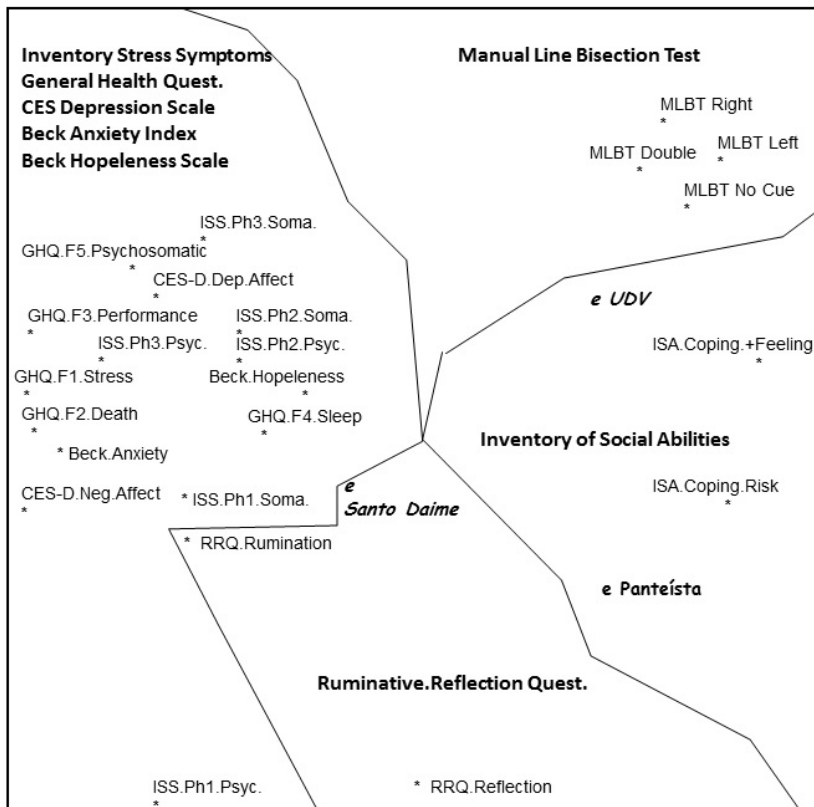 Inventory Stress Symptoms
General Health Quest.
CES Depression Scale
Beck Anxiety Index
Beck Hopeleness Scale
Manual Line Bisection Test
MLBT Right
*
MLBT Double
*
MLBT Left
*
MLBT No Cue
*
ISS.Ph3.Soma.
*
GHQ.F5.Psychosomatic
*
CES-D.Dep.Affect
*
GHQ.F3.Performance
*
ISS.Ph2.Soma.
*
ISS.Ph3.Psyc.
*
ISS.Ph2.Psyc.
*
GHQ.F1.Stress
*
Beck.Hopeleness
*
GHQ.F2.Death
*
GHQ.F4.Sleep
*
* Beck.Anxiety
CES-D.Neg.Affect
*
* ISS.Ph1.Soma.
e UDV
ISA.Coping.+Feeling
*
Inventory of Social Abilities
ISA.Coping.Risk
*
e
Santo Daime
* RRQ.Rumination
e Panteísta
Ruminative.Reflection Quest.
ISS.Ph1.Psyc.
*
* RRQ.Reflection